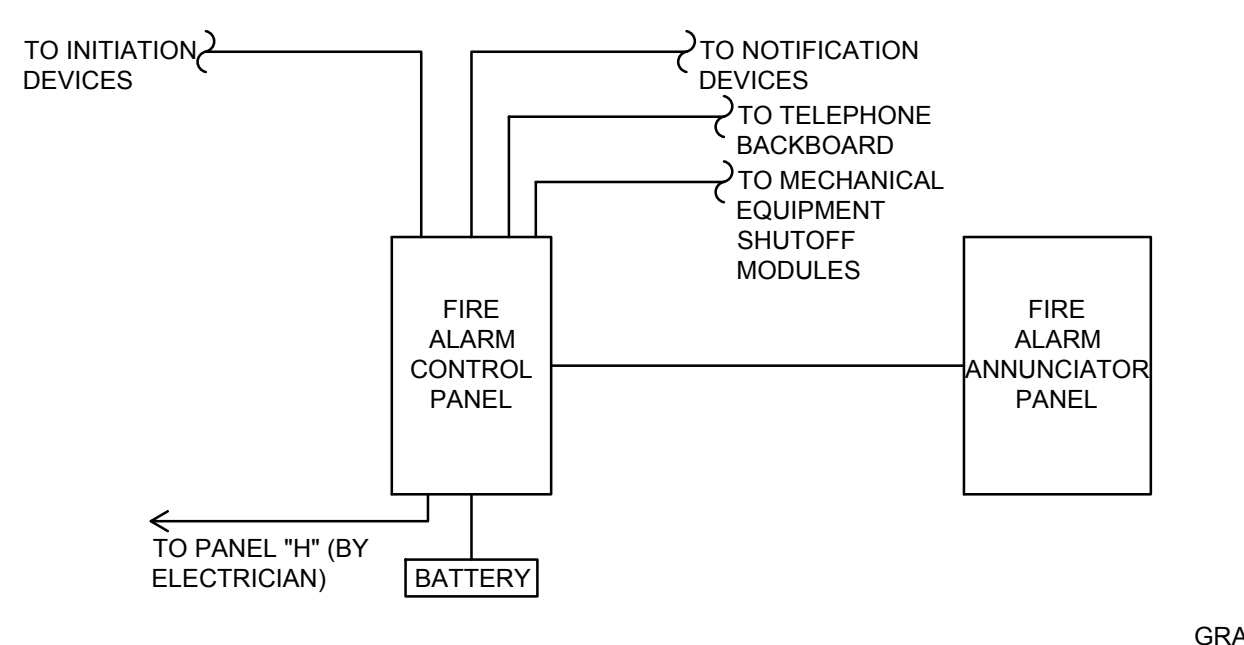 TO INITIATION
DEVICES
TO NOTIFICATION
DEVICES
TO TELEPHONE
BACKBOARD
TO MECHANICAL
EQUIPMENT
SHUTOFF
MODULES
FIRE
ALARM
CONTROL
PANEL
FIRE
ALARM
ANNUNCIATOR
PANEL
TO PANEL "H" (BY
ELECTRICIAN)
BATTERY
GRA